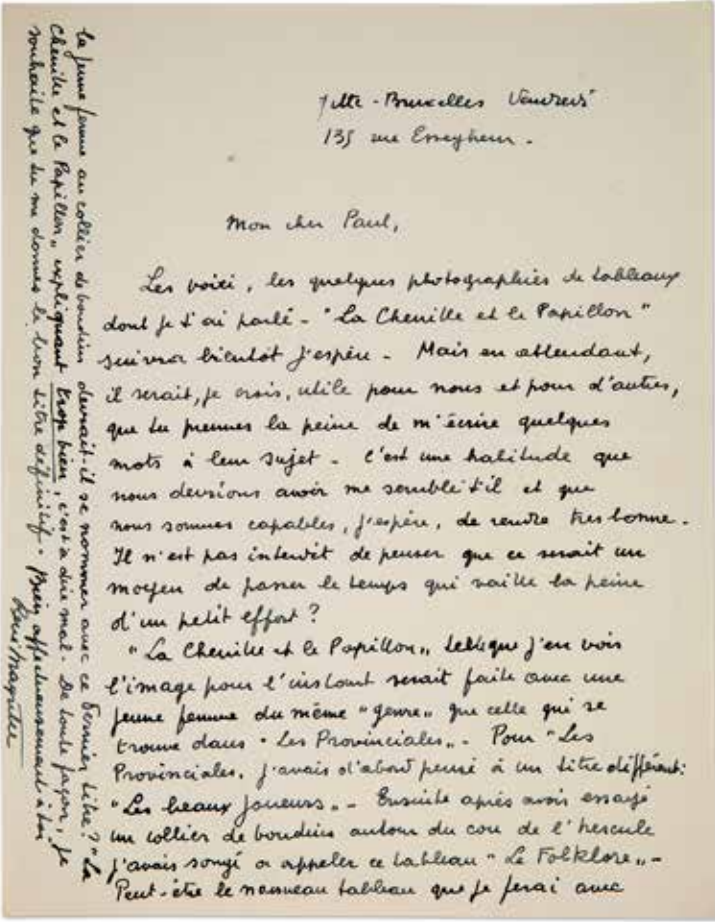 Jette-Bruxelles Vendredi
135 rue Esseghem.
Mon cher Paul,
Les voici, les quelques photographies de tableaux
dont je t'ai parlé - "La Chenille et le Papillon"
suivra bientôt j'espère - Mais en attendant,
il serait, je crois, utile pour nous et pour d'autres,
que tu prennes la peine de m'écrire quelques
mots à leur sujet - C'est une habitude que
nous devrions avoir me semble t'il et que
nous sommes capables, j'espère, de rendre très bonne.
Il n'est pas interdit de penser que ce serait un
moyen de passer le temps qui vaille la peine
d'un petit effort ?
"La Chenille et le Papillon" telle que j'en vois
l'image pour l'instant serait faite avec une
jeune femme du même "genre" que celle qui se
trouve dans "Les Provinciales" - Pour "Les
Provinciales, j'avais d'abord pensé à un titre différent:
"Les beaux joueurs" - Ensuite après avoir essayé
un collier de boudins autour du cou de l'hercule
j'avais songé à appeler ce tableau "Le Folklore" -
Peut-être le nouveau tableau que je ferai avec
la jeune femme au collier de boudins devrait-il se nommer avec ce dernier titre ? "La
Chenille et le Papillon" expliquant trop bien, c'est à dire mal - De toute façon, je
souhaite que tu me donnes le bon titre définitif - Bien affectueusement à toi
René Magritte